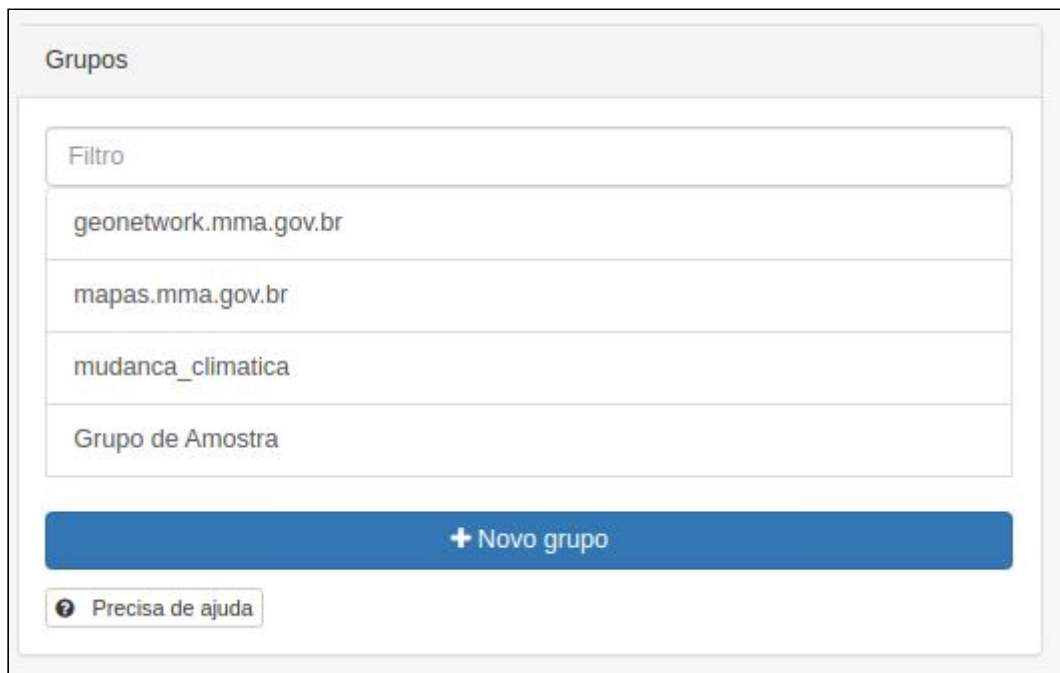 Grupos
Filtro
geonetwork.mma.gov.br
mapas.mma.gov.br
mudanca_climatica
Grupo de Amostra
Novo grupo
Precisa de ajuda